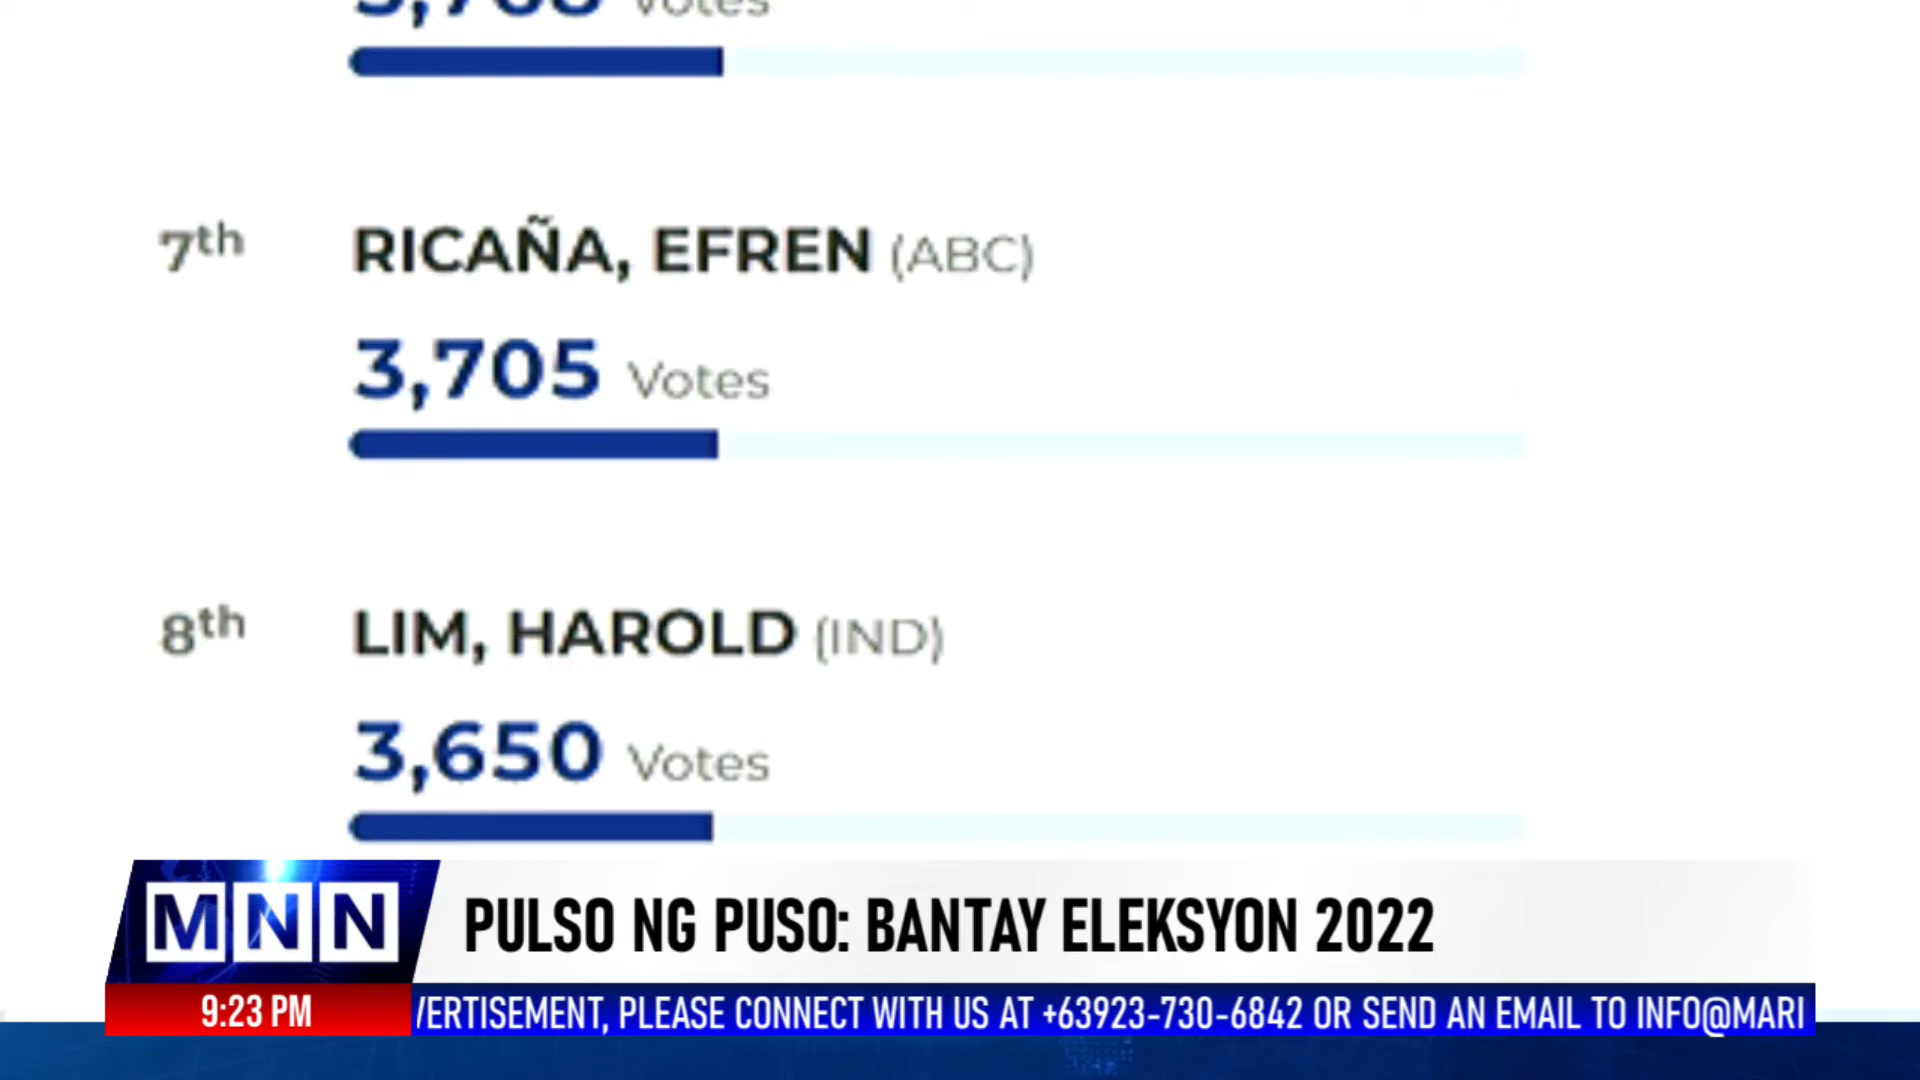 Votes
7th RICAÑA, EFREN (ABC)
3,705 Votes
8th LIM, HAROLD (IND)
3,650 Votes
MNN PULSO NG PUSO: BANTAY ELEKSYON 2022
9:23 PM VERTISEMENT, PLEASE CONNECT WITH US AT +63923-730-6842 OR SEND AN EMAIL TO INFO@MARI